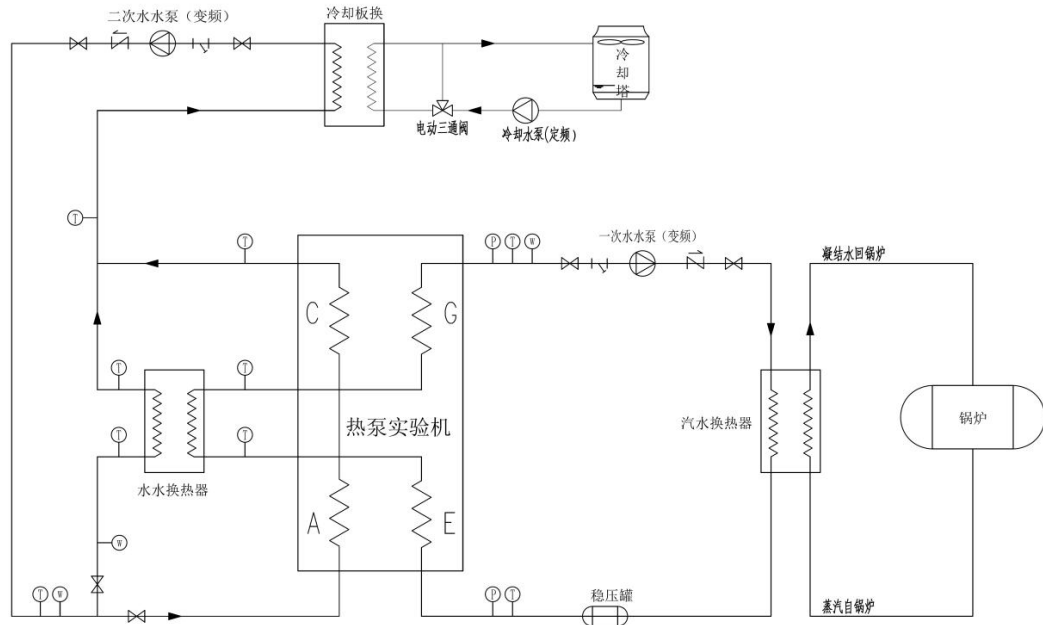 二次水水泵（变频）
冷却板换
冷
却
塔
电动三通阀
冷却水泵(定频)
T
T
P
T
W
一次水水泵（变频）
凝结水回锅炉
C
G
T
T
热泵实验机
汽水换热器
锅炉
T
T
水水换热器
A
E
W
T
W
P
T
稳压罐
蒸汽自锅炉